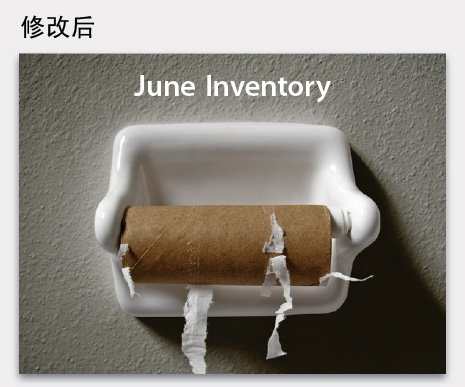 修改后
June Inventory